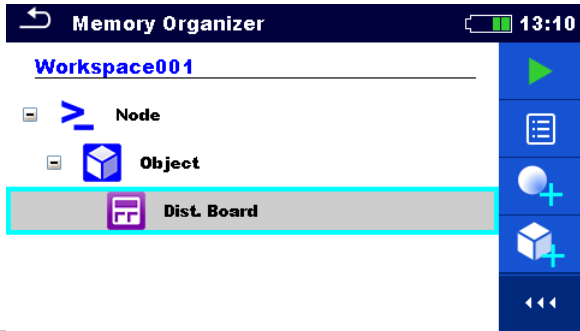 Memory Organizer
13:10
Workspace001
Node
Object
Dist. Board